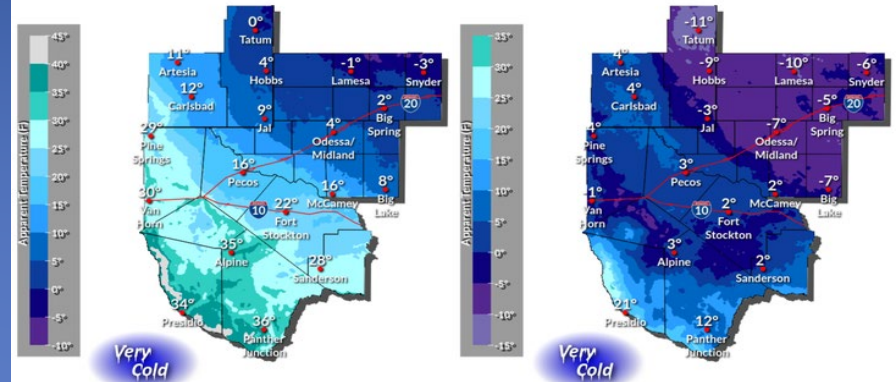 45°
40°
35°
30°
25°
20°
15°
10°
5°
0°
-5°
-10°
Apparent Temperature (F)
0°
Tatum
11°
Artesia
4°
Hobbs
-1°
Lamesa
-3°
Snyder
12°
Carlsbad
9°
Jal
2°
Big
Spring
20
4°
Odessa/
Midland
29°
Pine
Springs
16°
Pecos
16°
McCamey
8°
Big
Lake
30°
Van
Horn
10
22°
Fort
Stockton
35°
Alpine
28°
Sanderson
34°
Presidio
36°
Panther
Junction
Very
Cold
35°
30°
25°
20°
15°
10°
5°
0°
-5°
-10°
-15°
Apparent Temperature (F)
-11°
Tatum
4°
Artesia
-9°
Hobbs
-10°
Lamesa
-6°
Snyder
4°
Carlsbad
-3°
Jal
-5°
Big
Spring
20
-7°
Odessa/
Midland
4°
Pine
Springs
3°
Pecos
2°
McCamey
-7°
Big
Lake
-1°
Van
Horn
10
2°
Fort
Stockton
3°
Alpine
2°
Sanderson
21°
Presidio
12°
Panther
Junction
Very
Cold